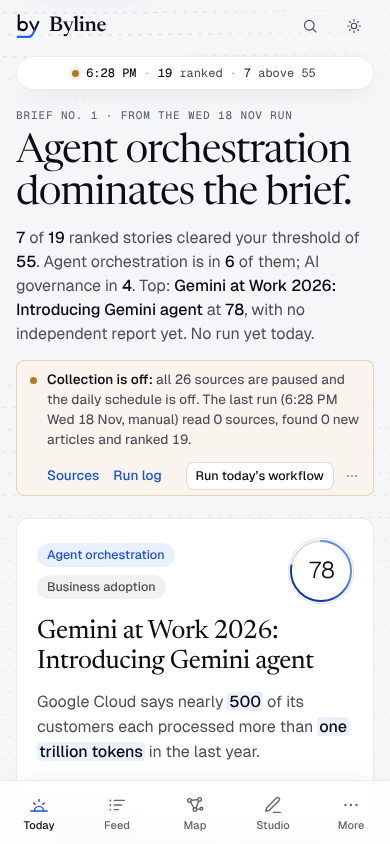 by Byline
6:28 PM · 19 ranked · 7 above 55
BRIEF NO. 1 · FROM THE WED 18 NOV RUN
Agent orchestration
dominates the brief.
7 of 19 ranked stories cleared your threshold of
55. Agent orchestration is in 6 of them; AI
governance in 4. Top: Gemini at Work 2026:
Introducing Gemini agent at 78, with no
independent report yet. No run yet today.
Collection is off: all 26 sources are paused and
the daily schedule is off. The last run (6:28 PM
Wed 18 Nov, manual) read 0 sources, found 0 new
articles and ranked 19.
Sources Run log Run today's workflow ···
Agent orchestration
78
Business adoption
Gemini at Work 2026:
Introducing Gemini agent
Google Cloud says nearly 500 of its
customers each processed more than one
trillion tokens in the last year.
Today Feed Map Studio More